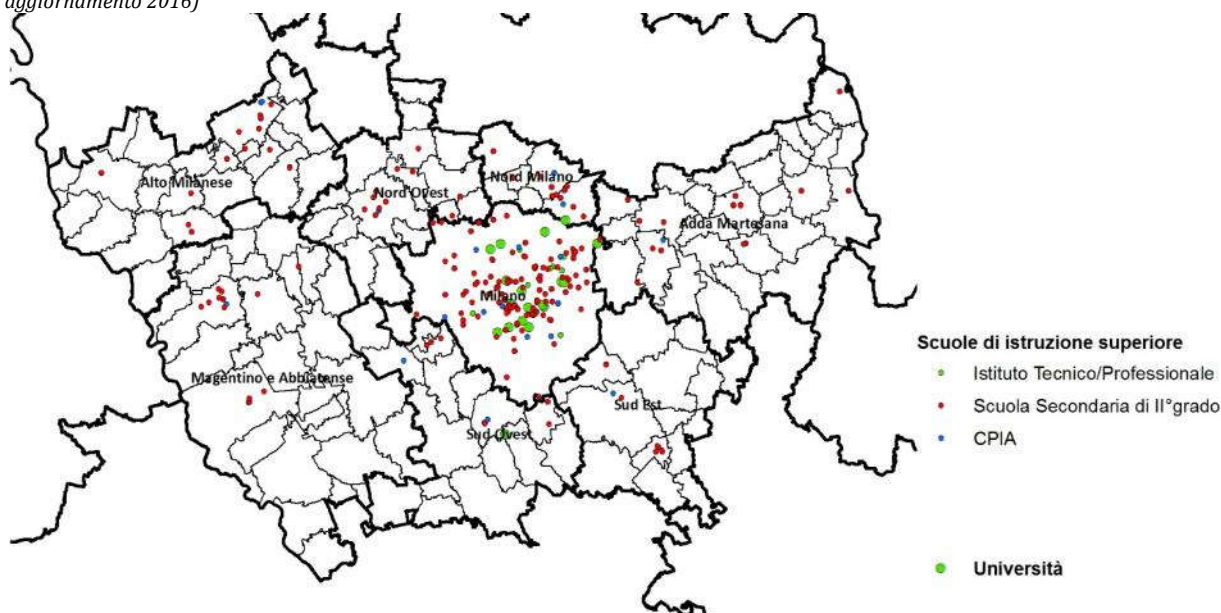 aggiornamento 2016)
Alto Milanese
Nord Ovest
Nord Milano
Adda Martesana
Milano
Magentino e Abbiatense
Sud Est
Sud Ovest
Scuole di istruzione superiore
Istituto Tecnico/Professionale
Scuola Secondaria di II°grado
CPIA
Università